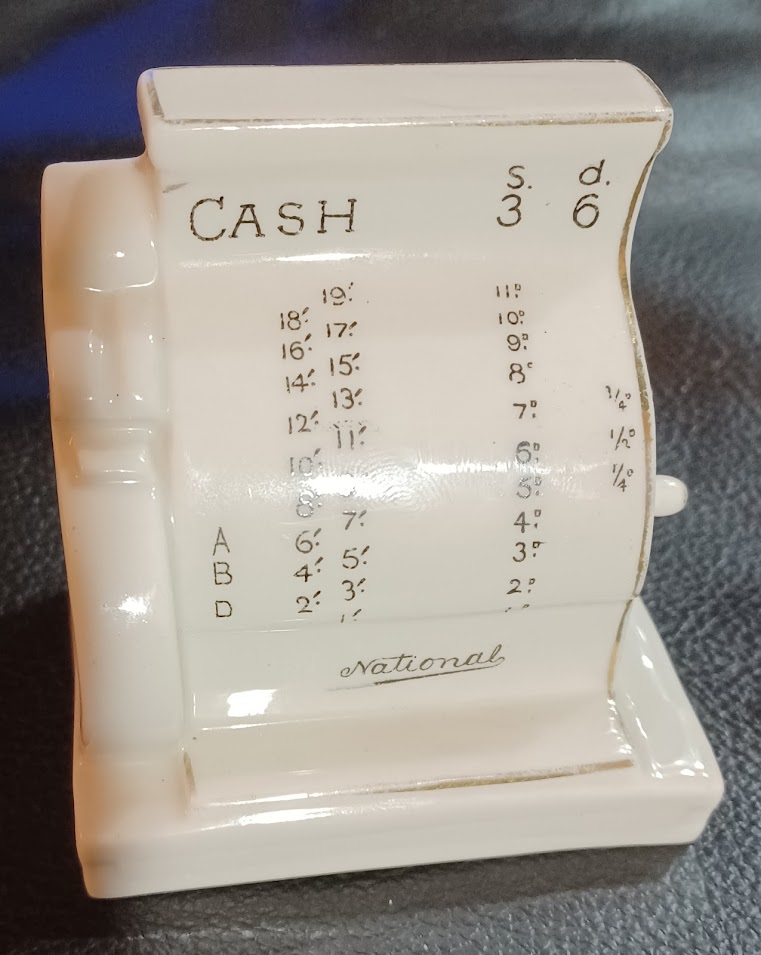 s. d.
CASH 3 6
19/ 11D
18/ 10D
17/
16/ 9D
15/ 8D
14/
13/ 3/4D
12/ 7D
11/ 1/2D
10/ 6D 1/4D
8/ 5D
7/ 4D
A 6/
5/ 3D
B 4/
3/ 2D
D 2/
1/
National